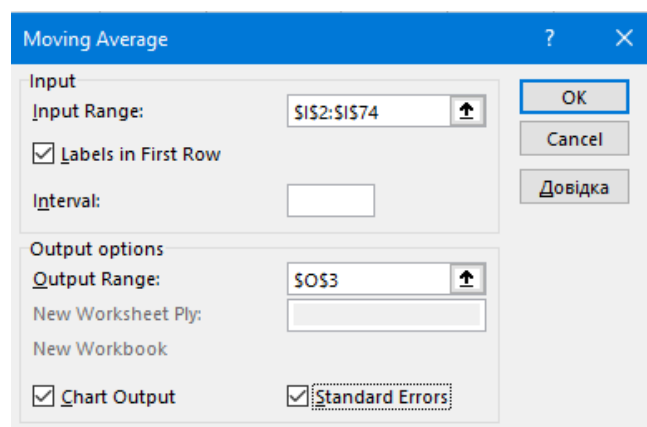 Moving Average ?
Input
Input Range: $I$2:$I$74
Labels in First Row
Interval:
OK
Cancel
Довідка
Output options
Output Range: $O$3
New Worksheet Ply:
New Workbook
Chart Output Standard Errors